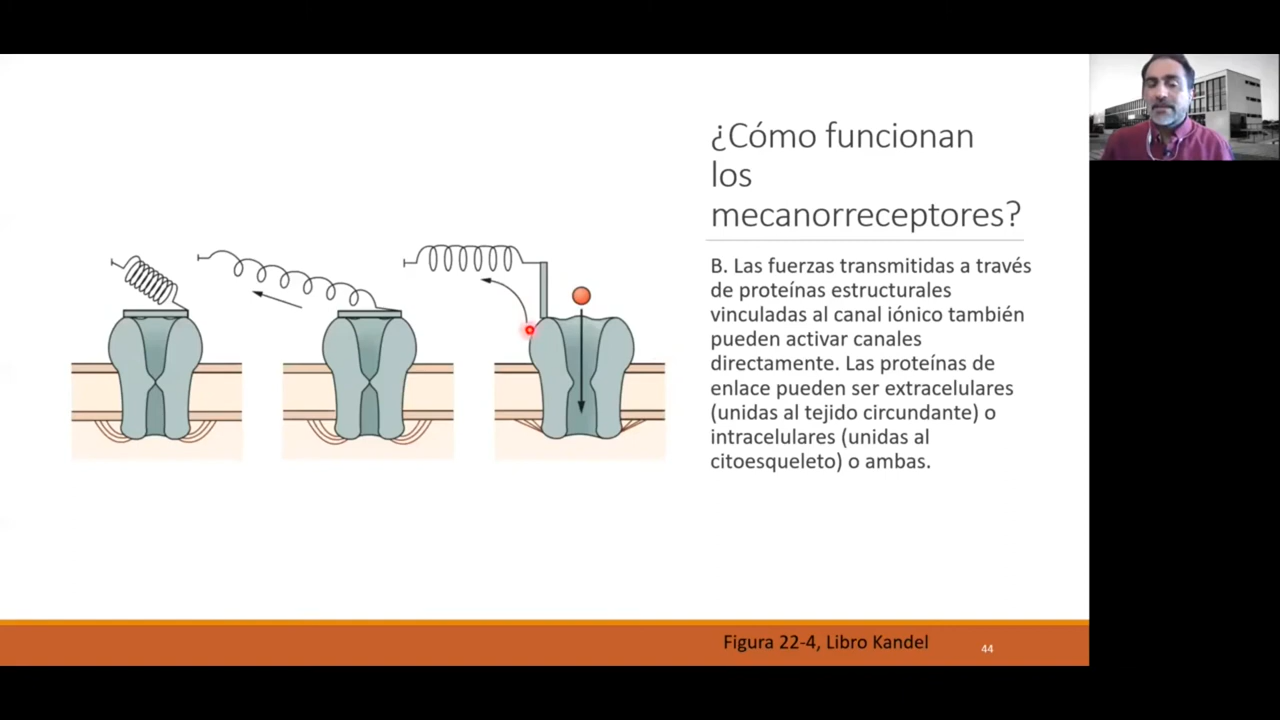 ¿Cómo funcionan
los
mecanorreceptores?
B. Las fuerzas transmitidas a través
de proteínas estructurales
vinculadas al canal iónico también
pueden activar canales
directamente. Las proteínas de
enlace pueden ser extracelulares
(unidas al tejido circundante) o
intracelulares (unidas al
citoesqueleto) o ambas.
Figura 22-4, Libro Kandel
44